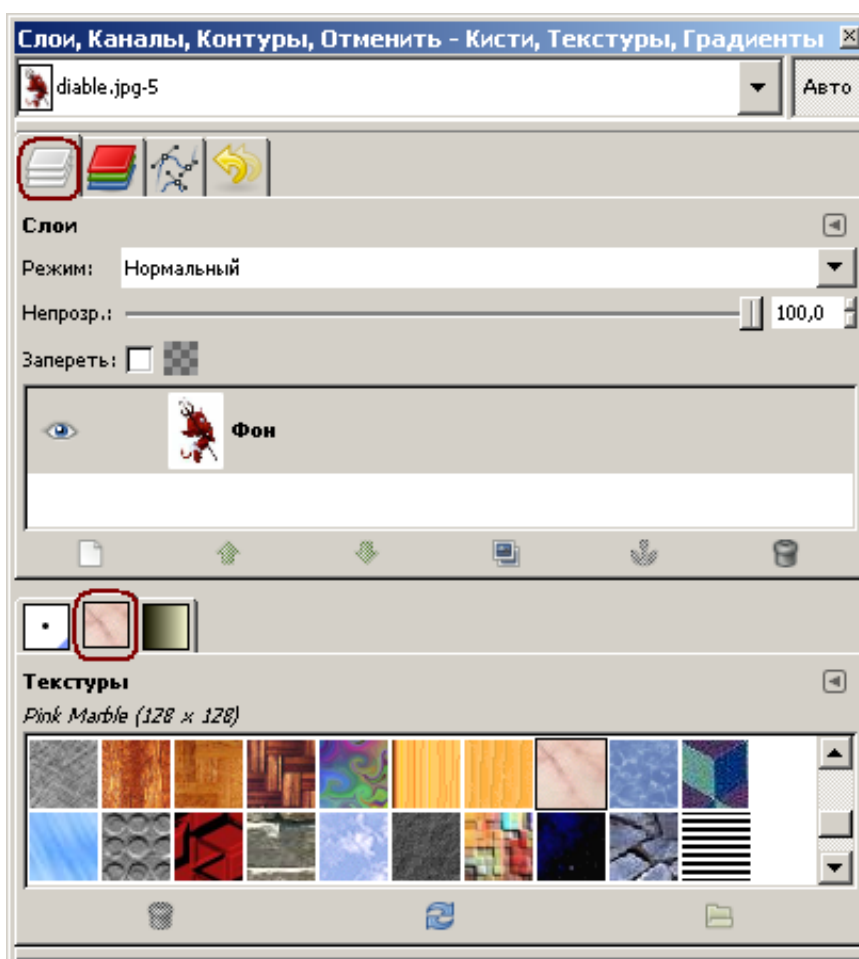 Слои, Каналы, Контуры, Отменить - Кисти, Текстуры, Градиенты
diable.jpg-5
Авто
Слои
Режим: Нормальный
Непрозр.: 100,0
Запереть:
Фон
Текстуры
Pink Marble (128 x 128)